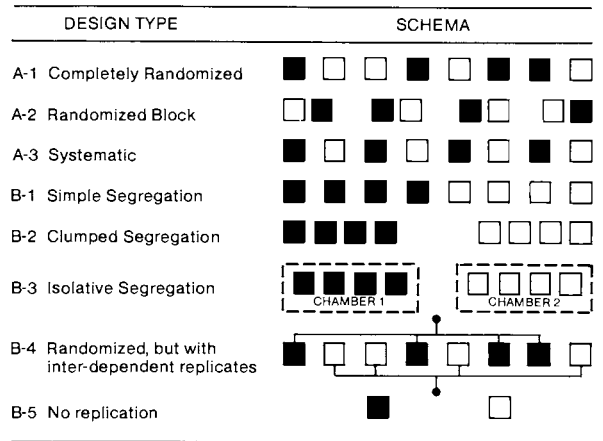 DESIGN TYPE SCHEMA
A-1 Completely Randomized
A-2 Randomized Block
A-3 Systematic
B-1 Simple Segregation
B-2 Clumped Segregation
B-3 Isolative Segregation
CHAMBER 1 CHAMBER 2
B-4 Randomized, but with
inter-dependent replicates
B-5 No replication